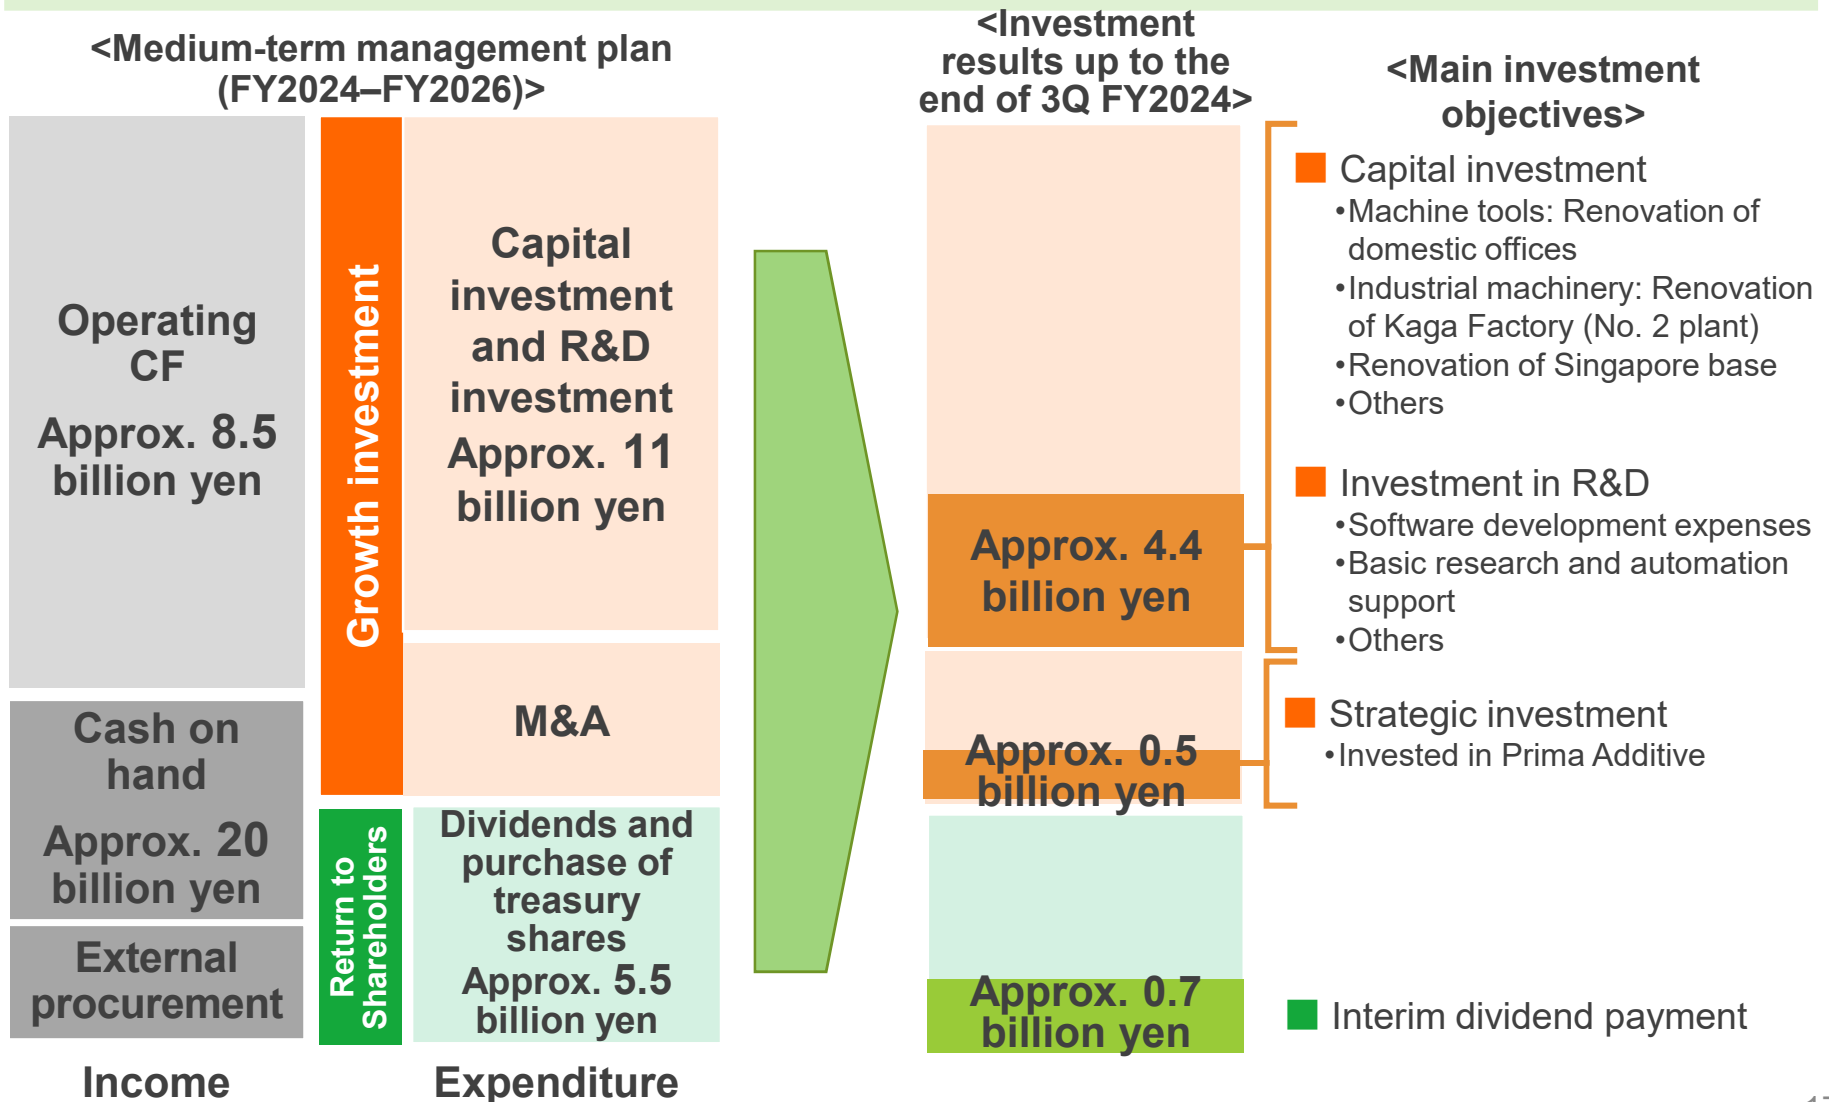 <Medium-term management plan
(FY2024–FY2026)>
Operating
CF
Approx. 8.5
billion yen
Cash on
hand
Approx. 20
billion yen
External
procurement
Income
Growth investment
Capital
investment
and R&D
investment
Approx. 11
billion yen
M&A
Return to
Shareholders
Dividends and
purchase of
treasury
shares
Approx. 5.5
billion yen
Expenditure
<Investment
results up to the
end of 3Q FY2024>
Approx. 4.4
billion yen
Approx. 0.5
billion yen
Approx. 0.7
billion yen
<Main investment
objectives>
Capital investment
•Machine tools: Renovation of
domestic offices
•Industrial machinery: Renovation
of Kaga Factory (No. 2 plant)
•Renovation of Singapore base
•Others
Investment in R&D
•Software development expenses
•Basic research and automation
support
•Others
Strategic investment
•Invested in Prima Additive
Interim dividend payment